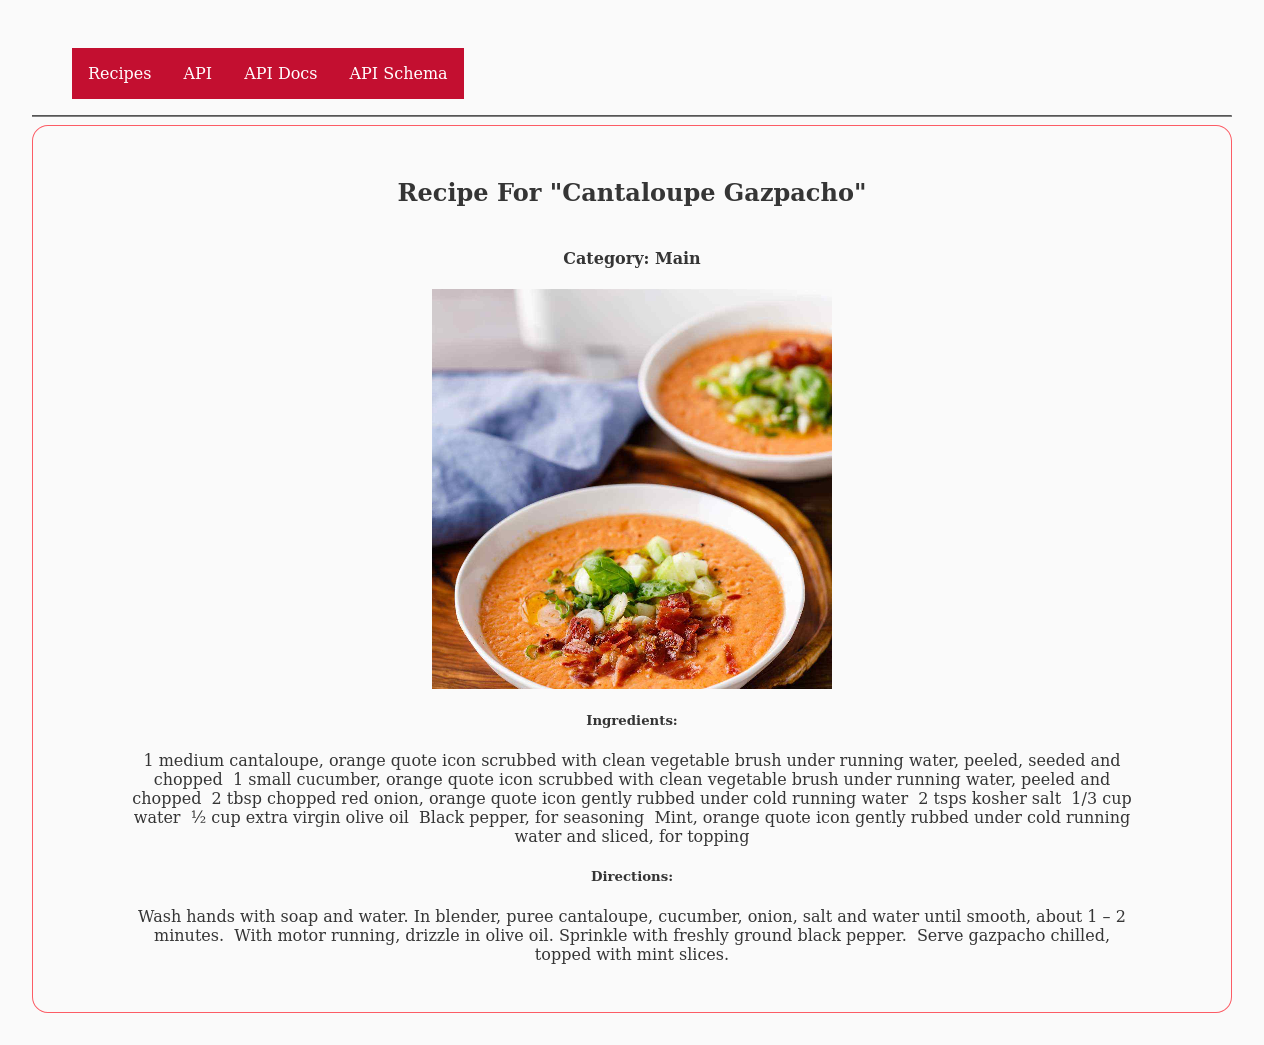 Recipes API API Docs API Schema
Recipe For "Cantaloupe Gazpacho"
Category: Main
Ingredients:
1 medium cantaloupe, orange quote icon scrubbed with clean vegetable brush under running water, peeled, seeded and
chopped  1 small cucumber, orange quote icon scrubbed with clean vegetable brush under running water, peeled and
chopped  2 tbsp chopped red onion, orange quote icon gently rubbed under cold running water  2 tsps kosher salt  1/3 cup
water  ½ cup extra virgin olive oil  Black pepper, for seasoning  Mint, orange quote icon gently rubbed under cold running
water and sliced, for topping
Directions:
Wash hands with soap and water. In blender, puree cantaloupe, cucumber, onion, salt and water until smooth, about 1 – 2
minutes.  With motor running, drizzle in olive oil. Sprinkle with freshly ground black pepper.  Serve gazpacho chilled,
topped with mint slices.